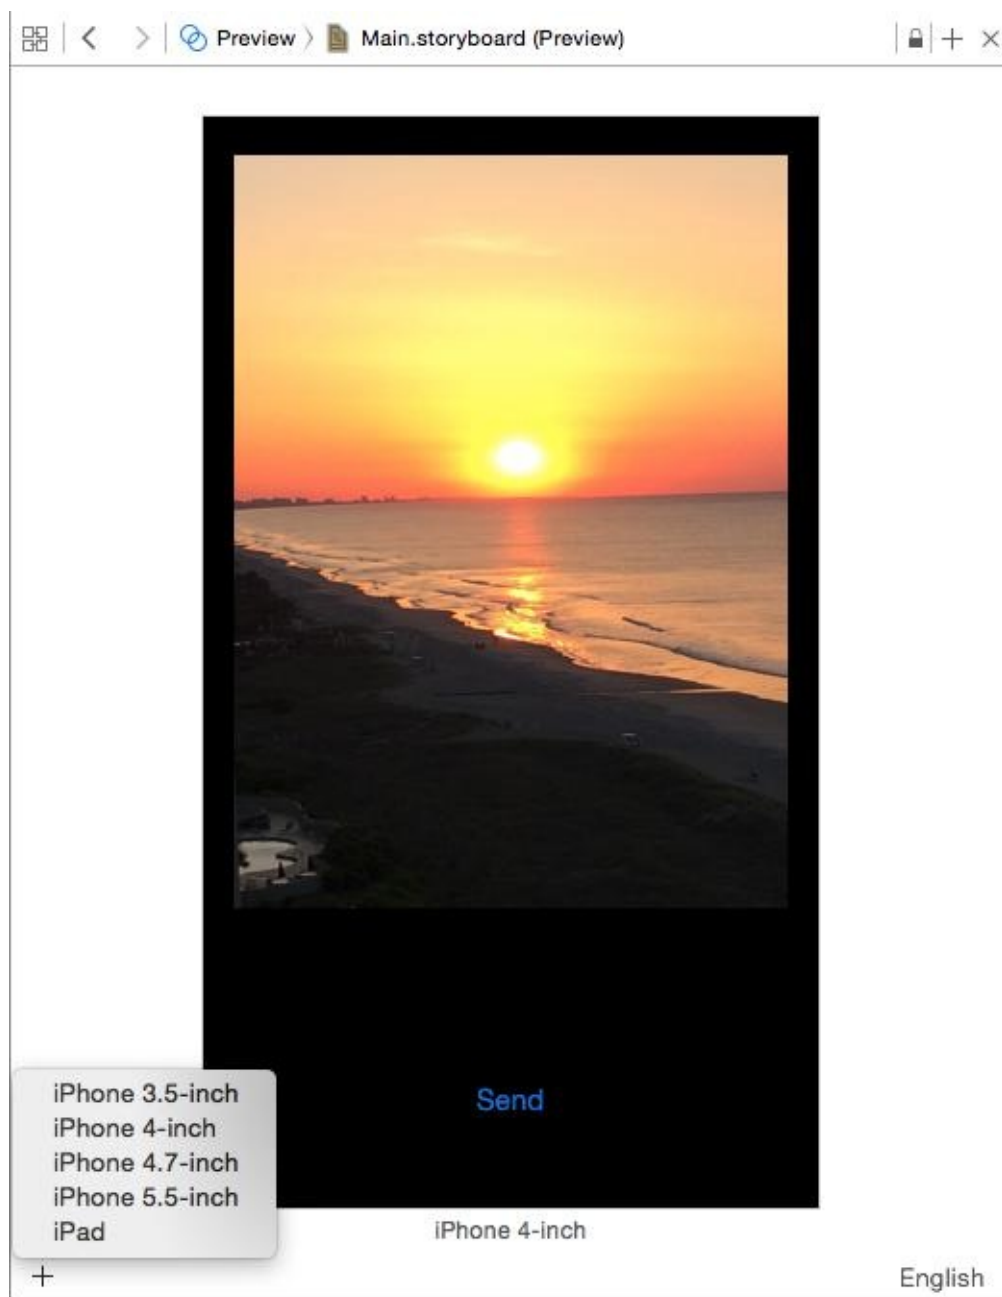 Preview Main.storyboard (Preview)
Send
iPhone 3.5-inch
iPhone 4-inch
iPhone 4.7-inch
iPhone 5.5-inch
iPad
iPhone 4-inch
English